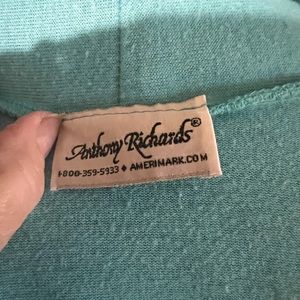 Anthony Richards®
1-800-359-5933 ♦ AMERIMARK.COM